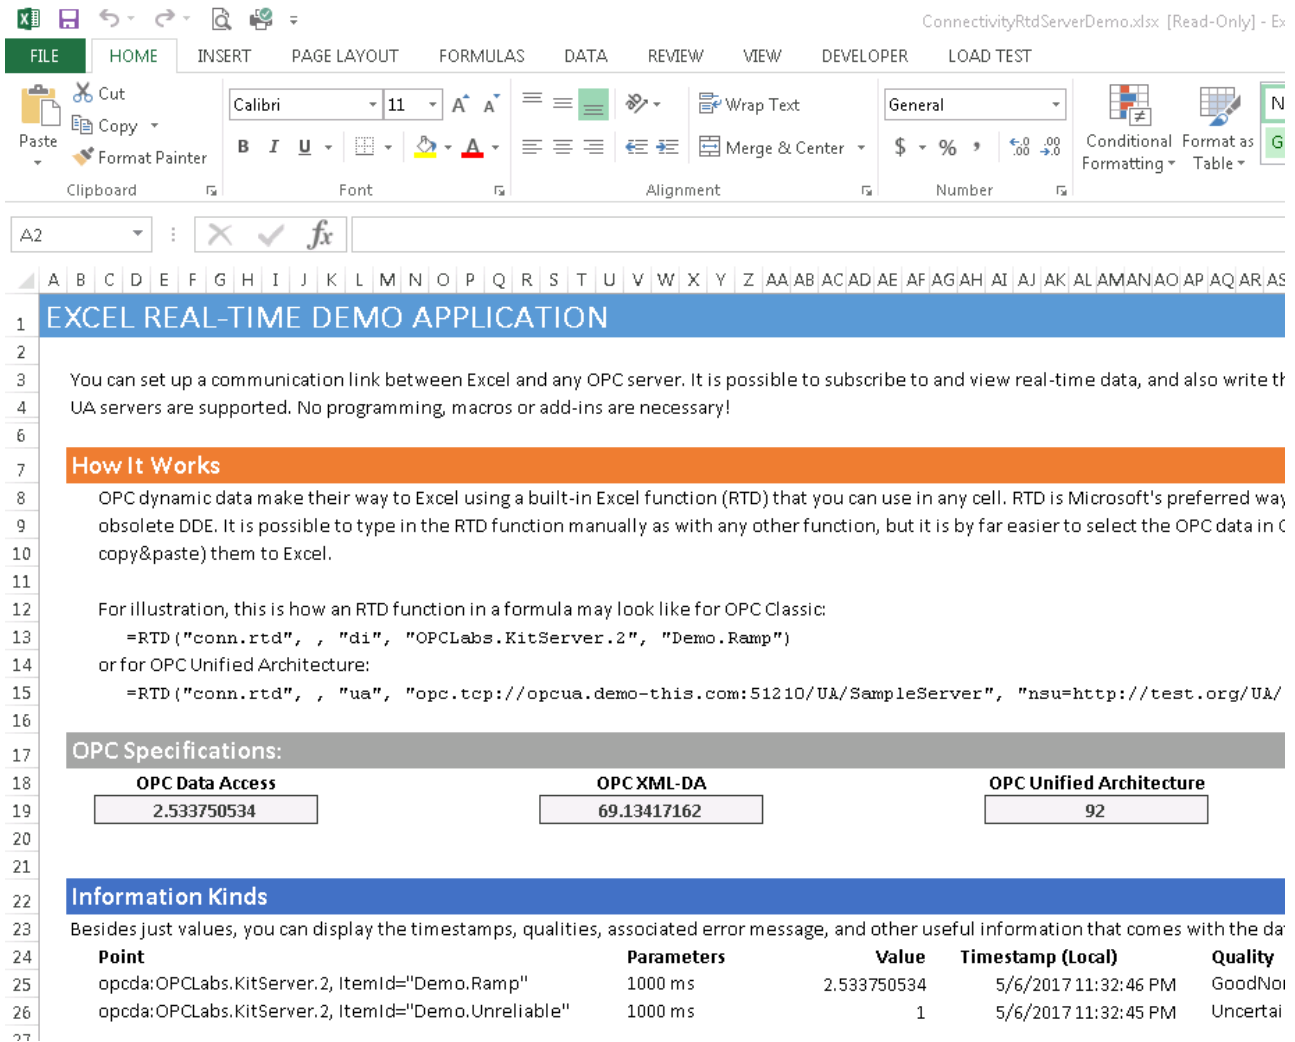 ConnectivityRtdServerDemo.xlsx [Read-Only] - Ex
FILE HOME INSERT PAGE LAYOUT FORMULAS DATA REVIEW VIEW DEVELOPER LOAD TEST
Paste
Cut
Copy
Format Painter
Calibri 11
B I U A
Wrap Text
Merge & Center
General
$ % ,
Conditional Formatting
Format as Table
N
G
Clipboard Font Alignment Number
A2 fx
A B C D E F G H I J K L M N O P Q R S T U V W X Y Z AA AB AC AD AE AF AG AH AI AJ AK AL AM AN AO AP AQ AR AS
1 EXCEL REAL-TIME DEMO APPLICATION
2
3 You can set up a communication link between Excel and any OPC server. It is possible to subscribe to and view real-time data, and also write th
4 UA servers are supported. No programming, macros or add-ins are necessary!
6
7 How It Works
8 OPC dynamic data make their way to Excel using a built-in Excel function (RTD) that you can use in any cell. RTD is Microsoft's preferred way
9 obsolete DDE. It is possible to type in the RTD function manually as with any other function, but it is by far easier to select the OPC data in
10 copy&paste) them to Excel.
11
12 For illustration, this is how an RTD function in a formula may look like for OPC Classic:
13 =RTD("conn.rtd", , "di", "OPCLabs.KitServer.2", "Demo.Ramp")
14 or for OPC Unified Architecture:
15 =RTD("conn.rtd", , "ua", "opc.tcp://opcua.demo-this.com:51210/UA/SampleServer", "nsu=http://test.org/UA/
16
17 OPC Specifications:
18 OPC Data Access OPC XML-DA OPC Unified Architecture
19 2.533750534 69.13417162 92
20
21
22 Information Kinds
23 Besides just values, you can display the timestamps, qualities, associated error message, and other useful information that comes with the da
24 Point Parameters Value Timestamp (Local) Quality
25 opcda:OPCLabs.KitServer.2, ItemId="Demo.Ramp" 1000 ms 2.533750534 5/6/2017 11:32:46 PM GoodNo
26 opcda:OPCLabs.KitServer.2, ItemId="Demo.Unreliable" 1000 ms 1 5/6/2017 11:32:45 PM Uncertai
27